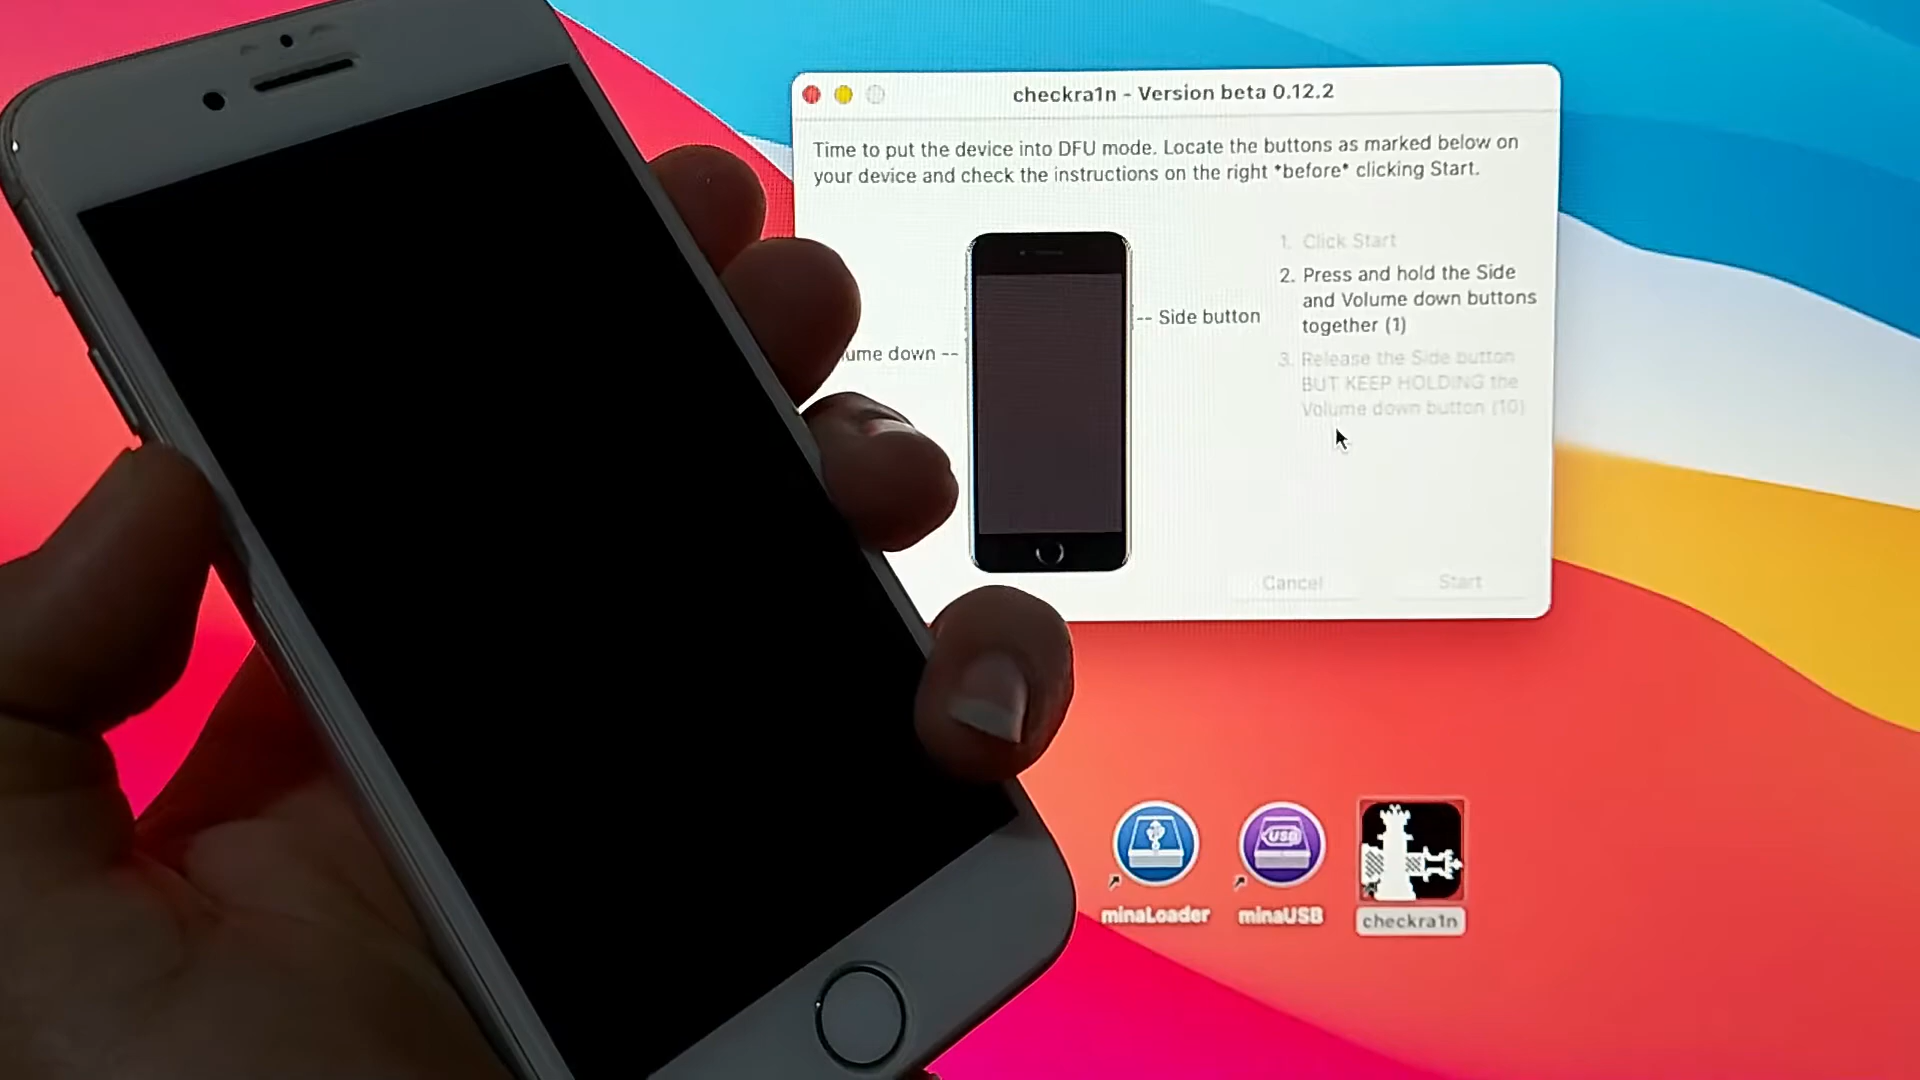 checkra1n - Version beta 0.12.2
Time to put the device into DFU mode. Locate the buttons as marked below on
your device and check the instructions on the right *before* clicking Start.
1. Click Start
2. Press and hold the Side
and Volume down buttons
together (1)
3. Release the Side button
BUT KEEP HOLDING the
Volume down button (10)
-- Side button
down --
Cancel
Start
USB
minaLoader
minaUSB
checkra1n